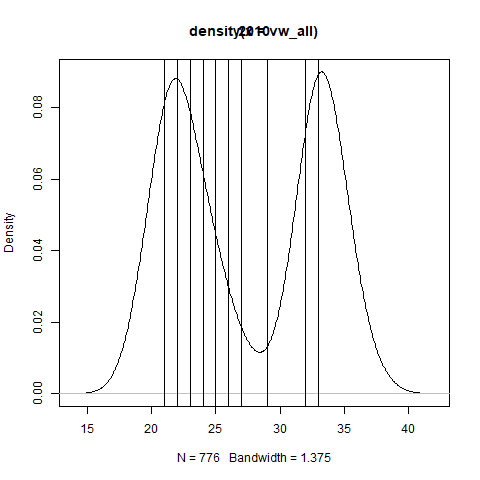 density(x = vw_all)
2010
Density
0.00
0.02
0.04
0.06
0.08
15 20 25 30 35 40
N = 776 Bandwidth = 1.375